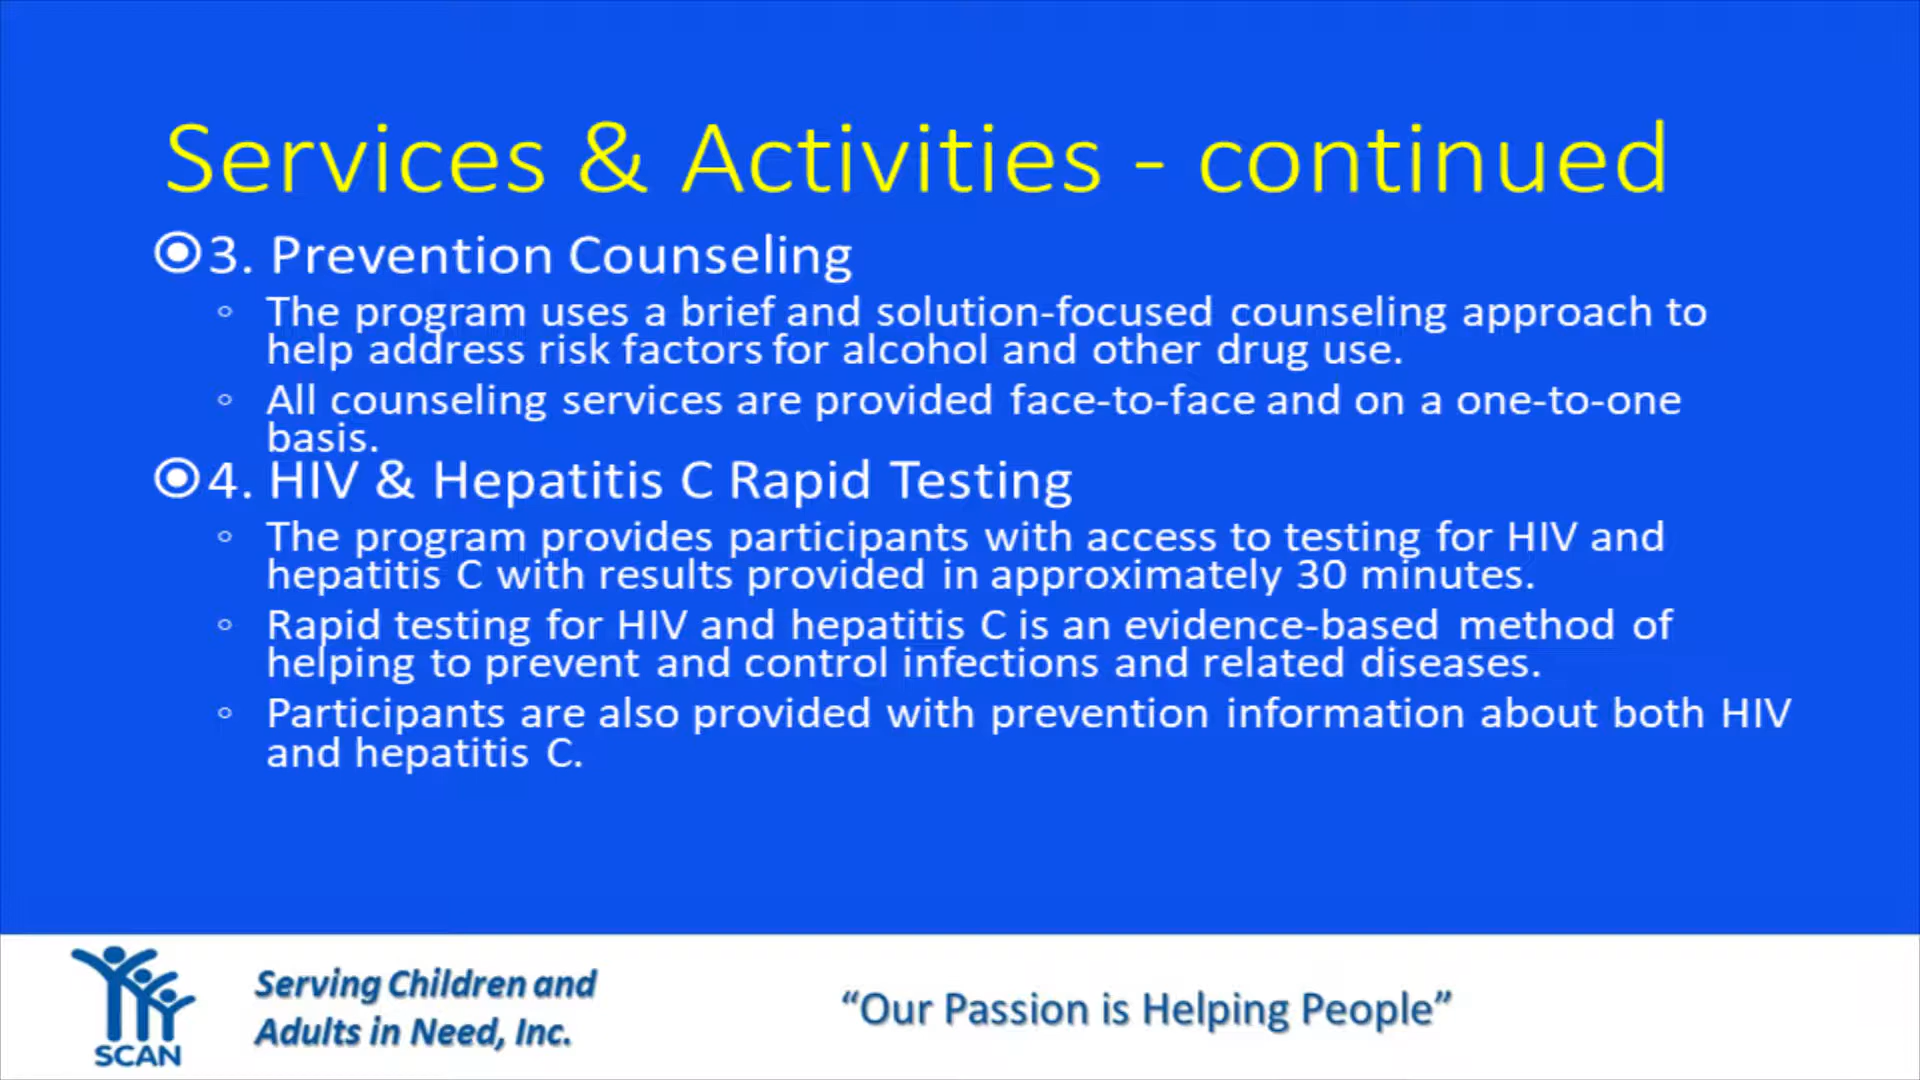 Services & Activities - continued
3. Prevention Counseling
◦ The program uses a brief and solution-focused counseling approach to
help address risk factors for alcohol and other drug use.
◦ All counseling services are provided face-to-face and on a one-to-one
basis.
4. HIV & Hepatitis C Rapid Testing
◦ The program provides participants with access to testing for HIV and
hepatitis C with results provided in approximately 30 minutes.
◦ Rapid testing for HIV and hepatitis C is an evidence-based method of
helping to prevent and control infections and related diseases.
◦ Participants are also provided with prevention information about both HIV
and hepatitis C.
SCAN
Serving Children and
Adults in Need, Inc.
“Our Passion is Helping People”